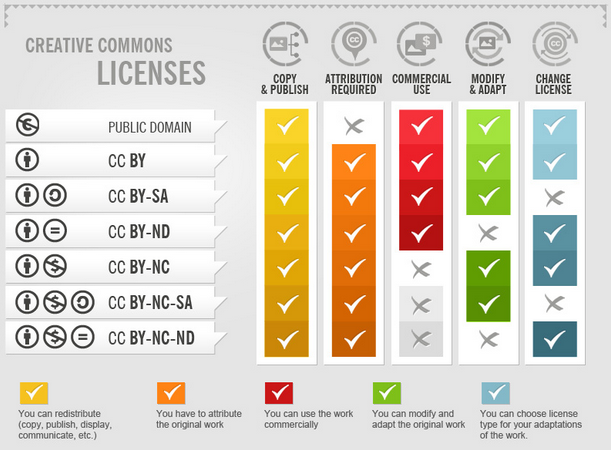 CREATIVE COMMONS
LICENSES
COPY
& PUBLISH
ATTRIBUTION
REQUIRED
COMMERCIAL
USE
MODIFY
& ADAPT
CHANGE
LICENSE
PUBLIC DOMAIN
CC BY
CC BY-SA
CC BY-ND
CC BY-NC
CC BY-NC-SA
CC BY-NC-ND
You can redistribute
(copy, publish, display,
communicate, etc.)
You have to attribute
the original work
You can use the work
commercially
You can modify and
adapt the original work
You can choose license
type for your adaptations
of the work.